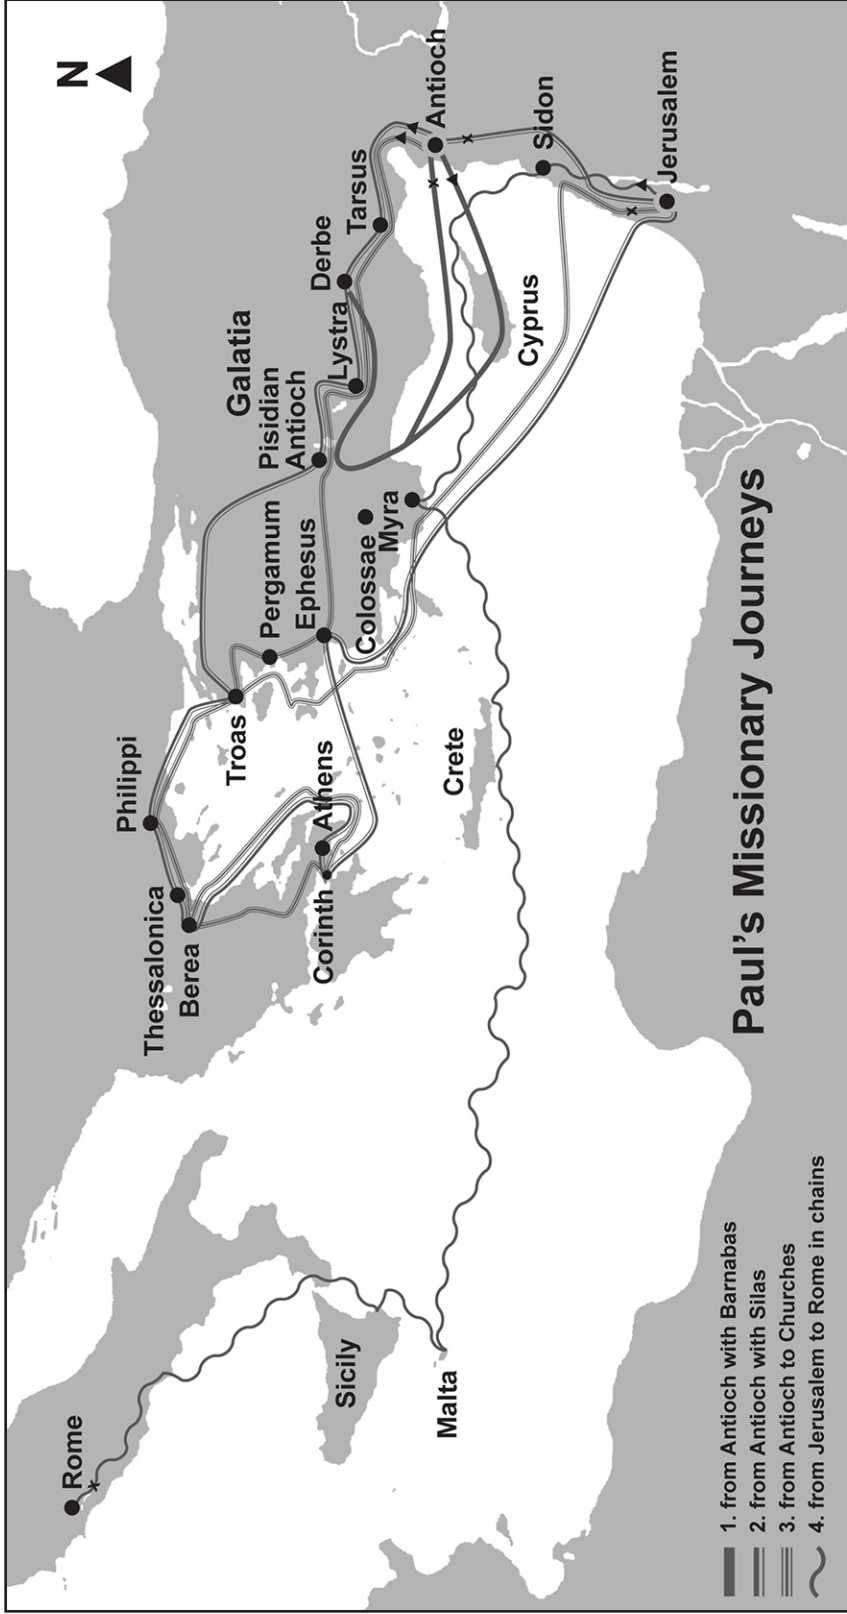 N
Rome
Sicily
Malta
Thessalonica
Berea
Philippi
Corinth
Athens
Crete
Troas
Pergamum
Ephesus
Colossae
Myra
Galatia
Pisidian
Antioch
Lystra
Derbe
Tarsus
Antioch
Cyprus
Sidon
Jerusalem
Paul's Missionary Journeys
1. from Antioch with Barnabas
2. from Antioch with Silas
3. from Antioch to Churches
4. from Jerusalem to Rome in chains